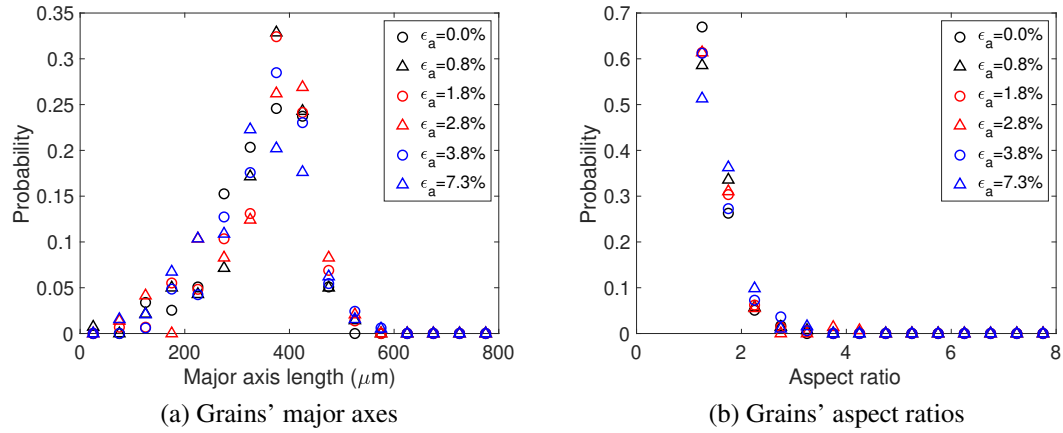 0.35
0.3
0.25
0.2
0.15
0.1
0.05
0
Probability
0 200 400 600 800
Major axis length (μm)
ϵa=0.0%
ϵa=0.8%
ϵa=1.8%
ϵa=2.8%
ϵa=3.8%
ϵa=7.3%
(a) Grains’ major axes
0.7
0.6
0.5
0.4
0.3
0.2
0.1
0
Probability
0 2 4 6 8
Aspect ratio
ϵa=0.0%
ϵa=0.8%
ϵa=1.8%
ϵa=2.8%
ϵa=3.8%
ϵa=7.3%
(b) Grains’ aspect ratios